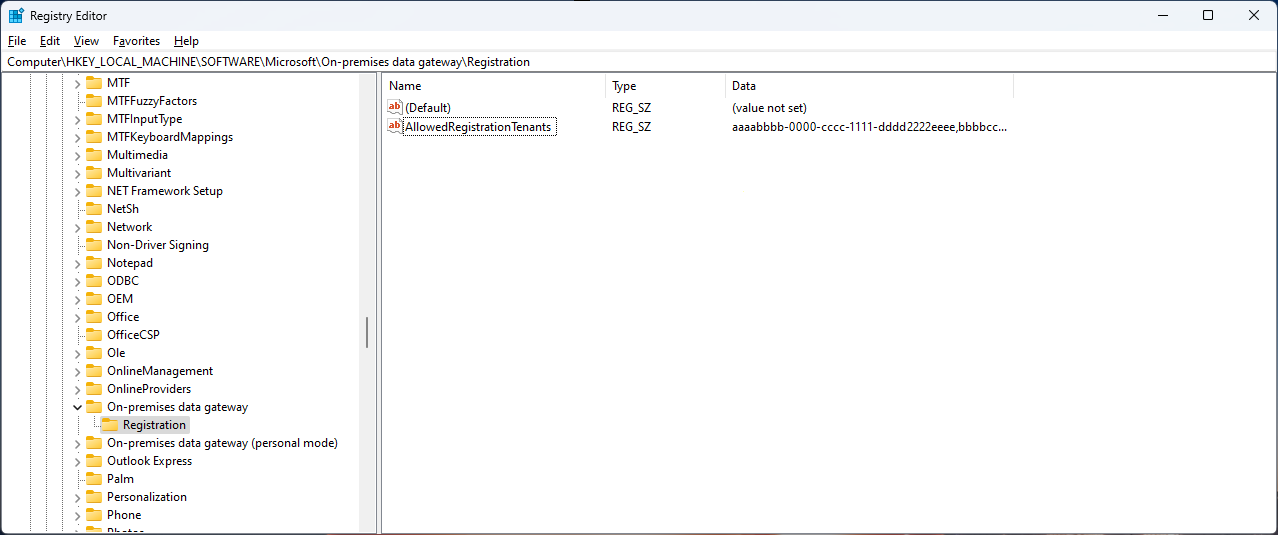 Registry Editor
File Edit View Favorites Help
Computer\HKEY_LOCAL_MACHINE\SOFTWARE\Microsoft\On-premises data gateway\Registration
MTF
MTFFuzzyFactors
MTFInputType
MTFKeyboardMappings
Multimedia
Multivariant
NET Framework Setup
NetSh
Network
Non-Driver Signing
Notepad
ODBC
OEM
Office
OfficeCSP
Ole
OnlineManagement
OnlineProviders
On-premises data gateway
Registration
On-premises data gateway (personal mode)
Outlook Express
Palm
Personalization
Phone
Photos
Name Type Data
ab (Default) REG_SZ (value not set)
ab AllowedRegistrationTenants REG_SZ aaaabbbb-0000-cccc-1111-dddd2222eeee,bbbbcc...